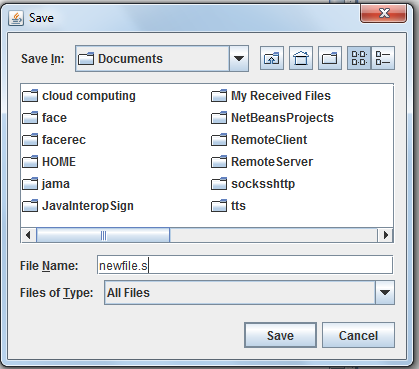 Save
Save In: Documents
cloud computing My Received Files
face NetBeansProjects
facerec RemoteClient
HOME RemoteServer
jama socksshttp
JavaInteropSign tts
File Name: newfile.s
Files of Type: All Files
Save Cancel